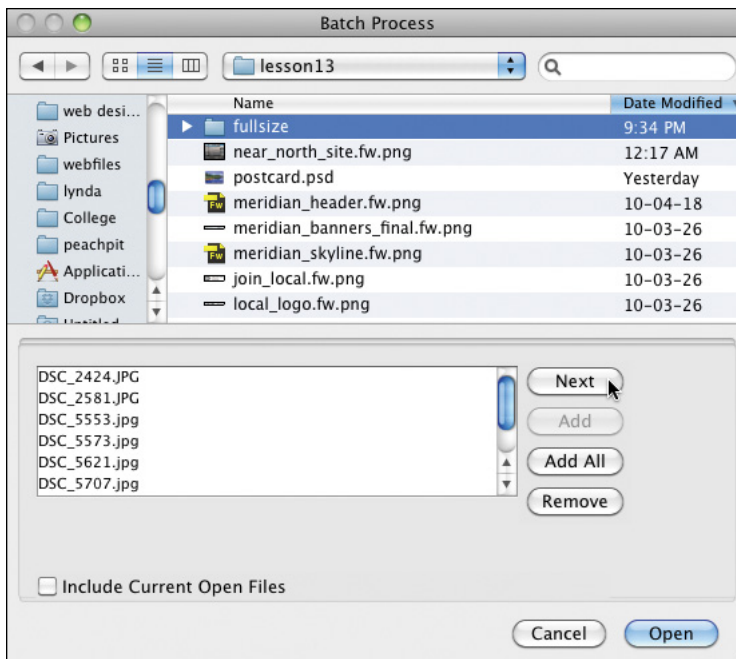 Batch Process
lesson13
Name Date Modified
web desi...
Pictures
webfiles
lynda
College
peachpit
Applicati...
Dropbox
fullsize 9:34 PM
near_north_site.fw.png 12:17 AM
postcard.psd Yesterday
meridian_header.fw.png 10-04-18
meridian_banners_final.fw.png 10-03-26
meridian_skyline.fw.png 10-03-26
join_local.fw.png 10-03-26
local_logo.fw.png 10-03-26
DSC_2424.JPG
DSC_2581.JPG
DSC_5553.jpg
DSC_5573.jpg
DSC_5621.jpg
DSC_5707.jpg
Next
Add
Add All
Remove
Include Current Open Files
Cancel Open